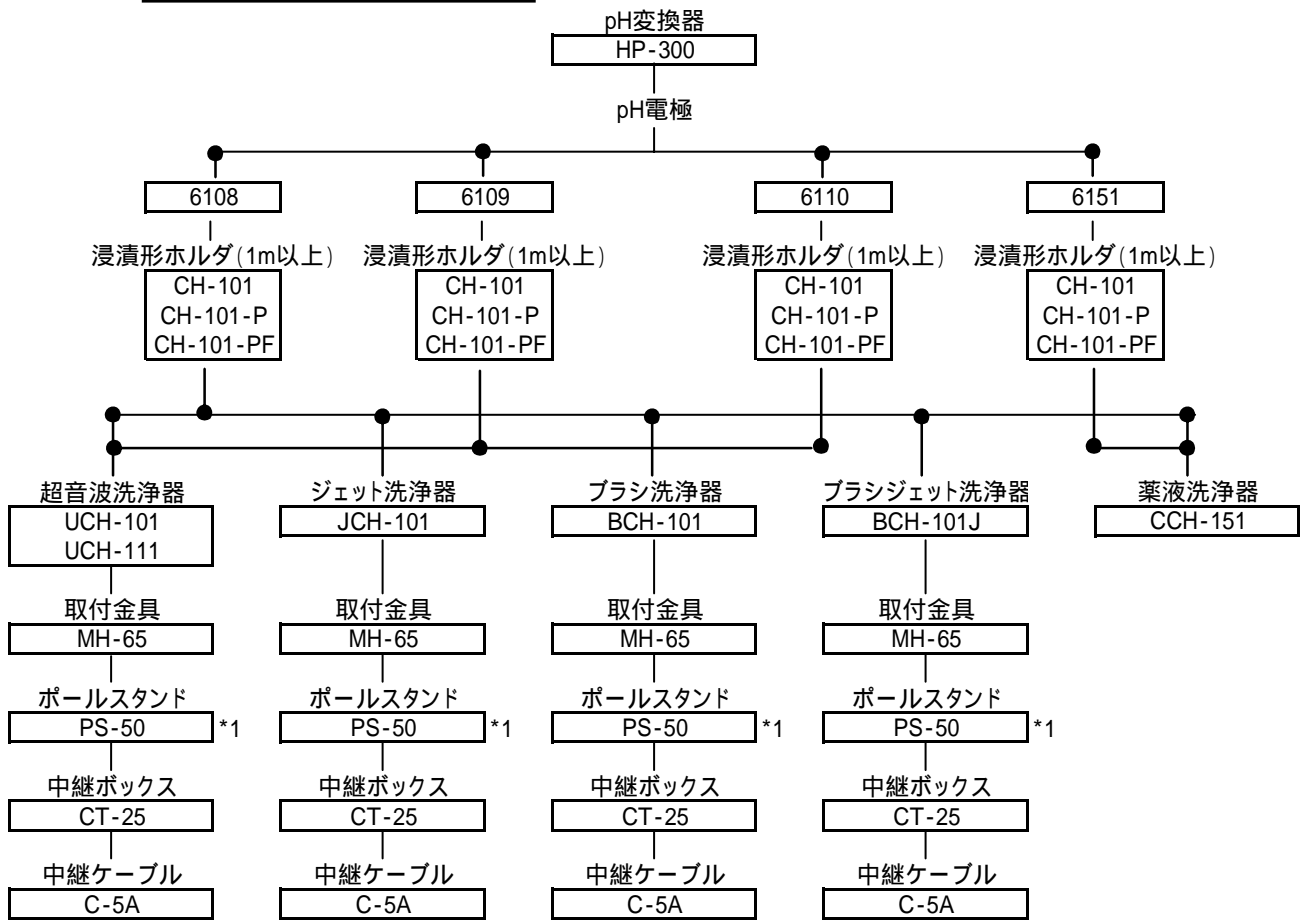 pH変換器
HP-300
pH電極
6108
6109
6110
6151
浸漬形ホルダ(1m以上)
浸漬形ホルダ(1m以上)
浸漬形ホルダ(1m以上)
浸漬形ホルダ(1m以上)
CH-101
CH-101-P
CH-101-PF
CH-101
CH-101-P
CH-101-PF
CH-101
CH-101-P
CH-101-PF
CH-101
CH-101-P
CH-101-PF
超音波洗浄器
UCH-101
UCH-111
ジェット洗浄器
JCH-101
ブラシ洗浄器
BCH-101
ブラシジェット洗浄器
BCH-101J
薬液洗浄器
CCH-151
取付金具
MH-65
取付金具
MH-65
取付金具
MH-65
取付金具
MH-65
ポールスタンド
PS-50 *1
ポールスタンド
PS-50 *1
ポールスタンド
PS-50 *1
ポールスタンド
PS-50 *1
中継ボックス
CT-25
中継ボックス
CT-25
中継ボックス
CT-25
中継ボックス
CT-25
中継ケーブル
C-5A
中継ケーブル
C-5A
中継ケーブル
C-5A
中継ケーブル
C-5A